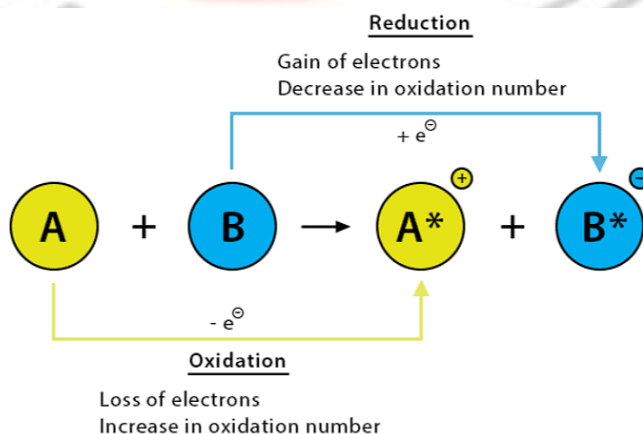 Reduction
Gain of electrons
Decrease in oxidation number
+ e⊖
A + B → A* ⊕ + B* ⊖
- e⊖
Oxidation
Loss of electrons
Increase in oxidation number